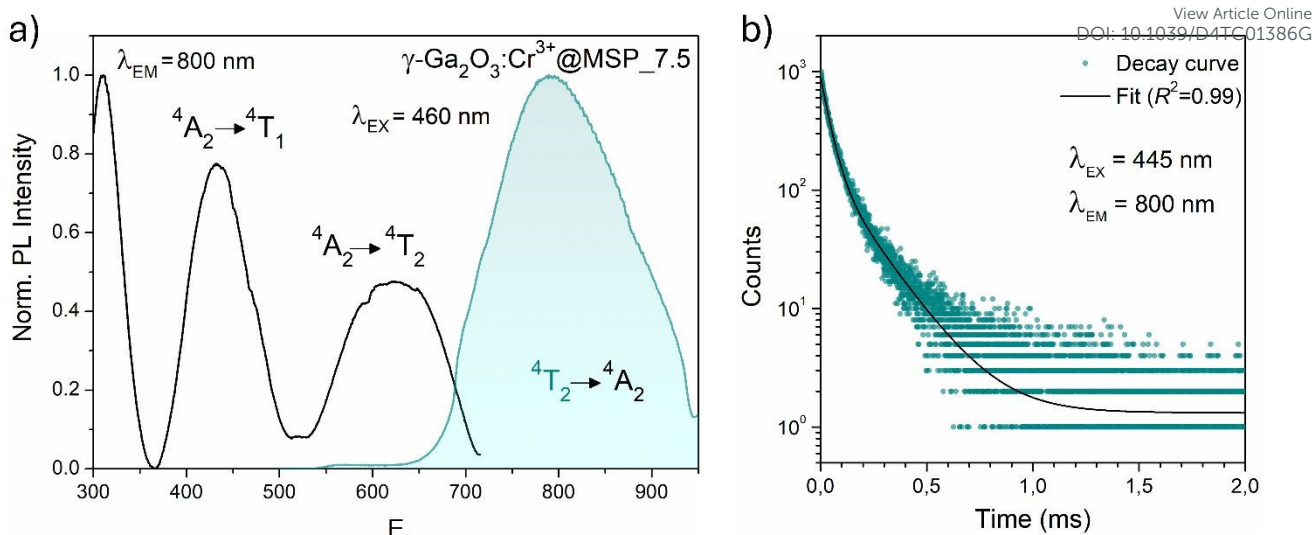 View Article Online
DOI: 10.1039/D4TC01386G
a)
λEM = 800 nm
γ-Ga2O3:Cr3+@MSP_7.5
4A2→4T1
λEX = 460 nm
4A2→4T2
4T2→4A2
Norm. PL Intensity
1.0
0.8
0.6
0.4
0.2
0.0
300 400 500 600 700 800 900
b)
Decay curve
Fit (R2=0.99)
λEX = 445 nm
λEM = 800 nm
Counts
103
102
101
100
0,0 0,5 1,0 1,5 2,0
Time (ms)